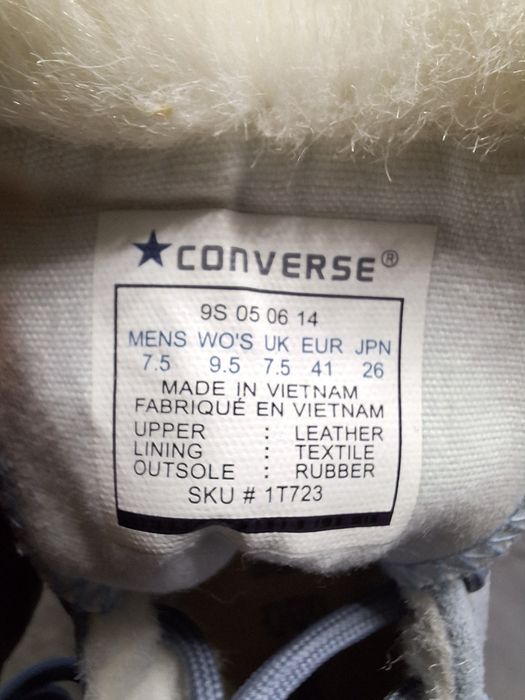 CONVERSE®
9S 05 06 14
MENS WO'S UK EUR JPN
7.5 9.5 7.5 41 26
MADE IN VIETNAM
FABRIQUÉ EN VIETNAM
UPPER : LEATHER
LINING : TEXTILE
OUTSOLE : RUBBER
SKU # 1T723